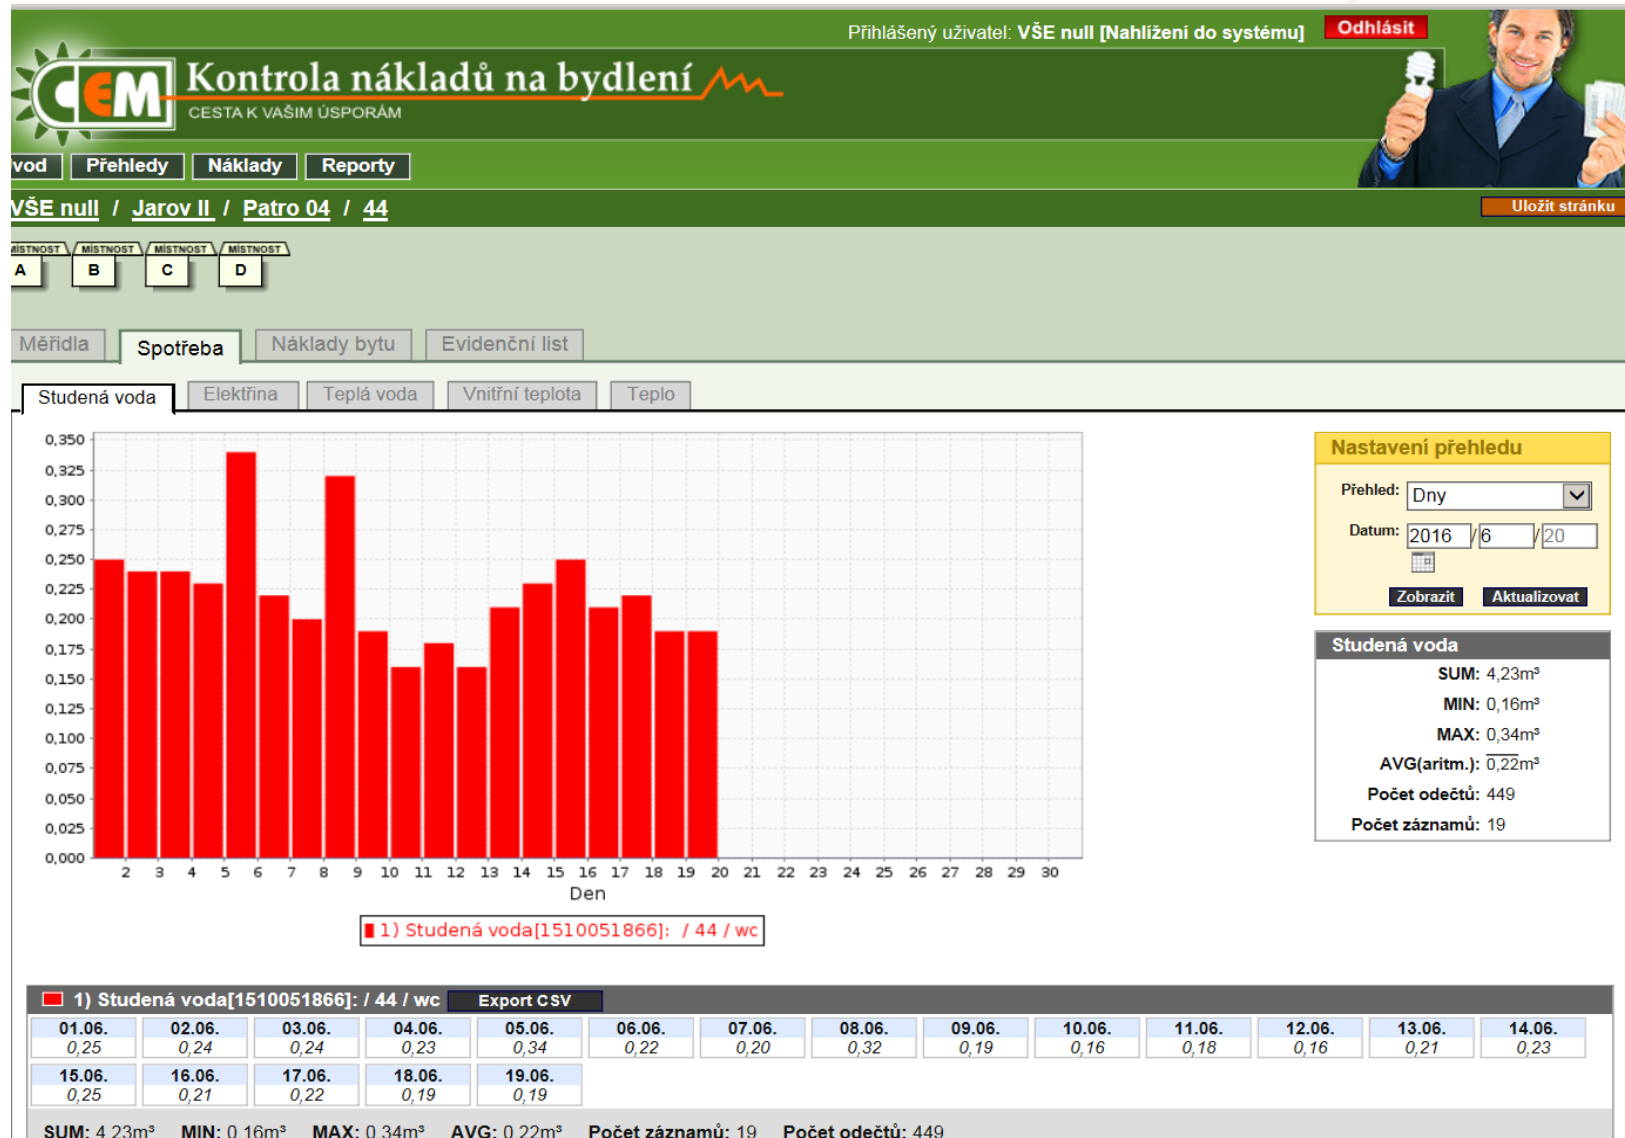 Přihlášený uživatel: VŠE null [Nahlížení do systému] Odhlásit
CEM Kontrola nákladů na bydlení
CESTA K VAŠIM ÚSPORÁM
vod Přehledy Náklady Reporty
VŠE null / Jarov II / Patro 04 / 44 Uložit stránku
MÍSTNOST MÍSTNOST MÍSTNOST MÍSTNOST
A B C D
Měřidla Spotřeba Náklady bytu Evidenční list
Studená voda Elektřina Teplá voda Vnitřní teplota Teplo
0,350
0,325
0,300
0,275
0,250
0,225
0,200
0,175
0,150
0,125
0,100
0,075
0,050
0,025
0,000
2 3 4 5 6 7 8 9 10 11 12 13 14 15 16 17 18 19 20 21 22 23 24 25 26 27 28 29 30
Den
1) Studená voda[1510051866]: / 44 / wc
Nastavení přehledu
Přehled: Dny
Datum: 2016 / 6 / 20
Zobrazit Aktualizovat
Studená voda
SUM: 4,23m³
MIN: 0,16m³
MAX: 0,34m³
AVG(aritm.): 0,22m³
Počet odečtů: 449
Počet záznamů: 19
1) Studená voda[1510051866]: / 44 / wc Export CSV
01.06. 02.06. 03.06. 04.06. 05.06. 06.06. 07.06. 08.06. 09.06. 10.06. 11.06. 12.06. 13.06. 14.06.
0,25 0,24 0,24 0,23 0,34 0,22 0,20 0,32 0,19 0,16 0,18 0,16 0,21 0,23
15.06. 16.06. 17.06. 18.06. 19.06.
0,25 0,21 0,22 0,19 0,19
SUM: 4,23m³ MIN: 0,16m³ MAX: 0,34m³ AVG: 0,22m³ Počet záznamů: 19 Počet odečtů: 449